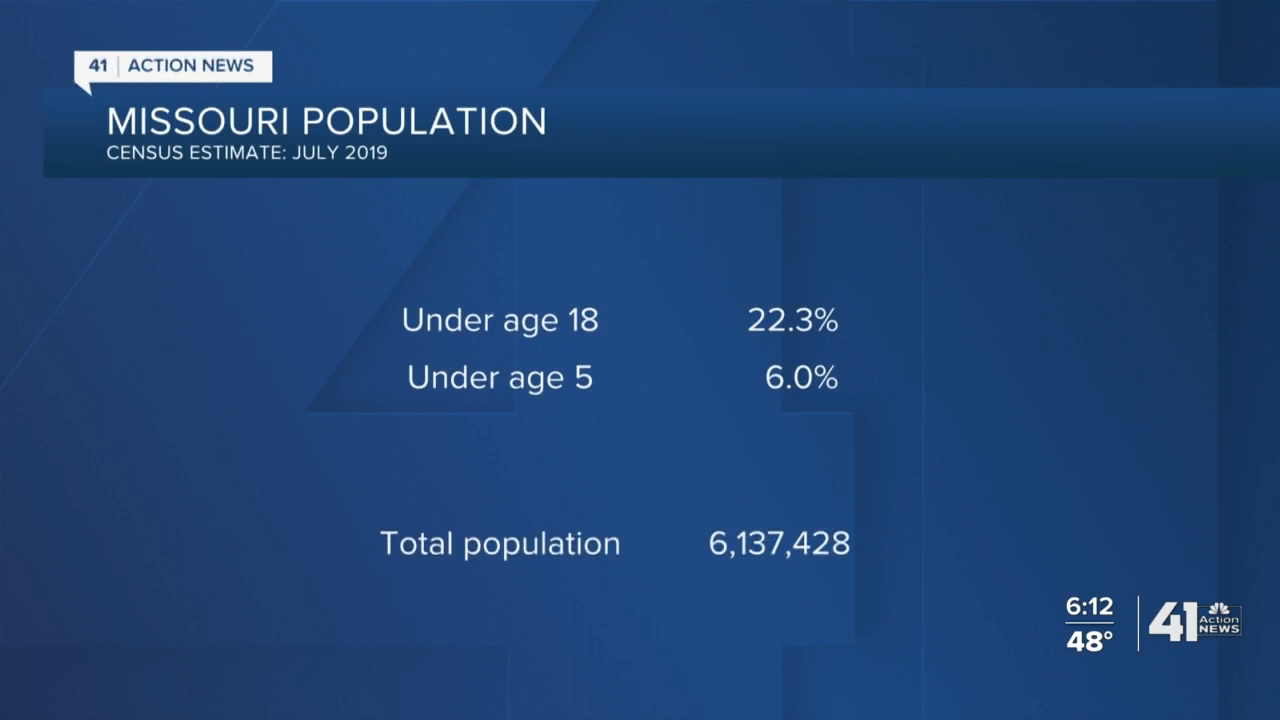 41 | ACTION NEWS
MISSOURI POPULATION
CENSUS ESTIMATE: JULY 2019
Under age 18 22.3%
Under age 5 6.0%
Total population 6,137,428
6:12
48°
41 Action NEWS